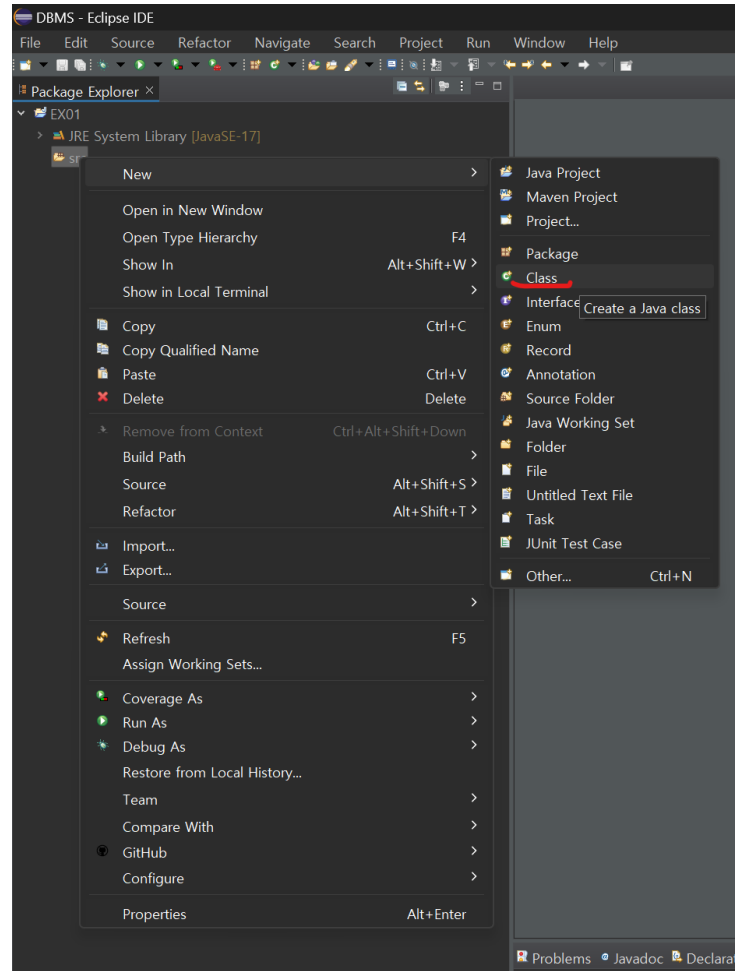 DBMS - Eclipse IDE
File Edit Source Refactor Navigate Search Project Run Window Help
Package Explorer
EX01
JRE System Library [JavaSE-17]
New
Open in New Window
Open Type Hierarchy F4
Show In Alt+Shift+W
Show in Local Terminal
Copy Ctrl+C
Copy Qualified Name
Paste Ctrl+V
Delete Delete
Remove from Context Ctrl+Alt+Shift+Down
Build Path
Source Alt+Shift+S
Refactor Alt+Shift+T
Import...
Export...
Source
Refresh F5
Assign Working Sets...
Coverage As
Run As
Debug As
Restore from Local History...
Team
Compare With
GitHub
Configure
Properties Alt+Enter
Java Project
Maven Project
Project...
Package
Class
Interface
Create a Java class
Enum
Record
Annotation
Source Folder
Java Working Set
Folder
File
Untitled Text File
Task
JUnit Test Case
Other... Ctrl+N
Problems Javadoc Declara